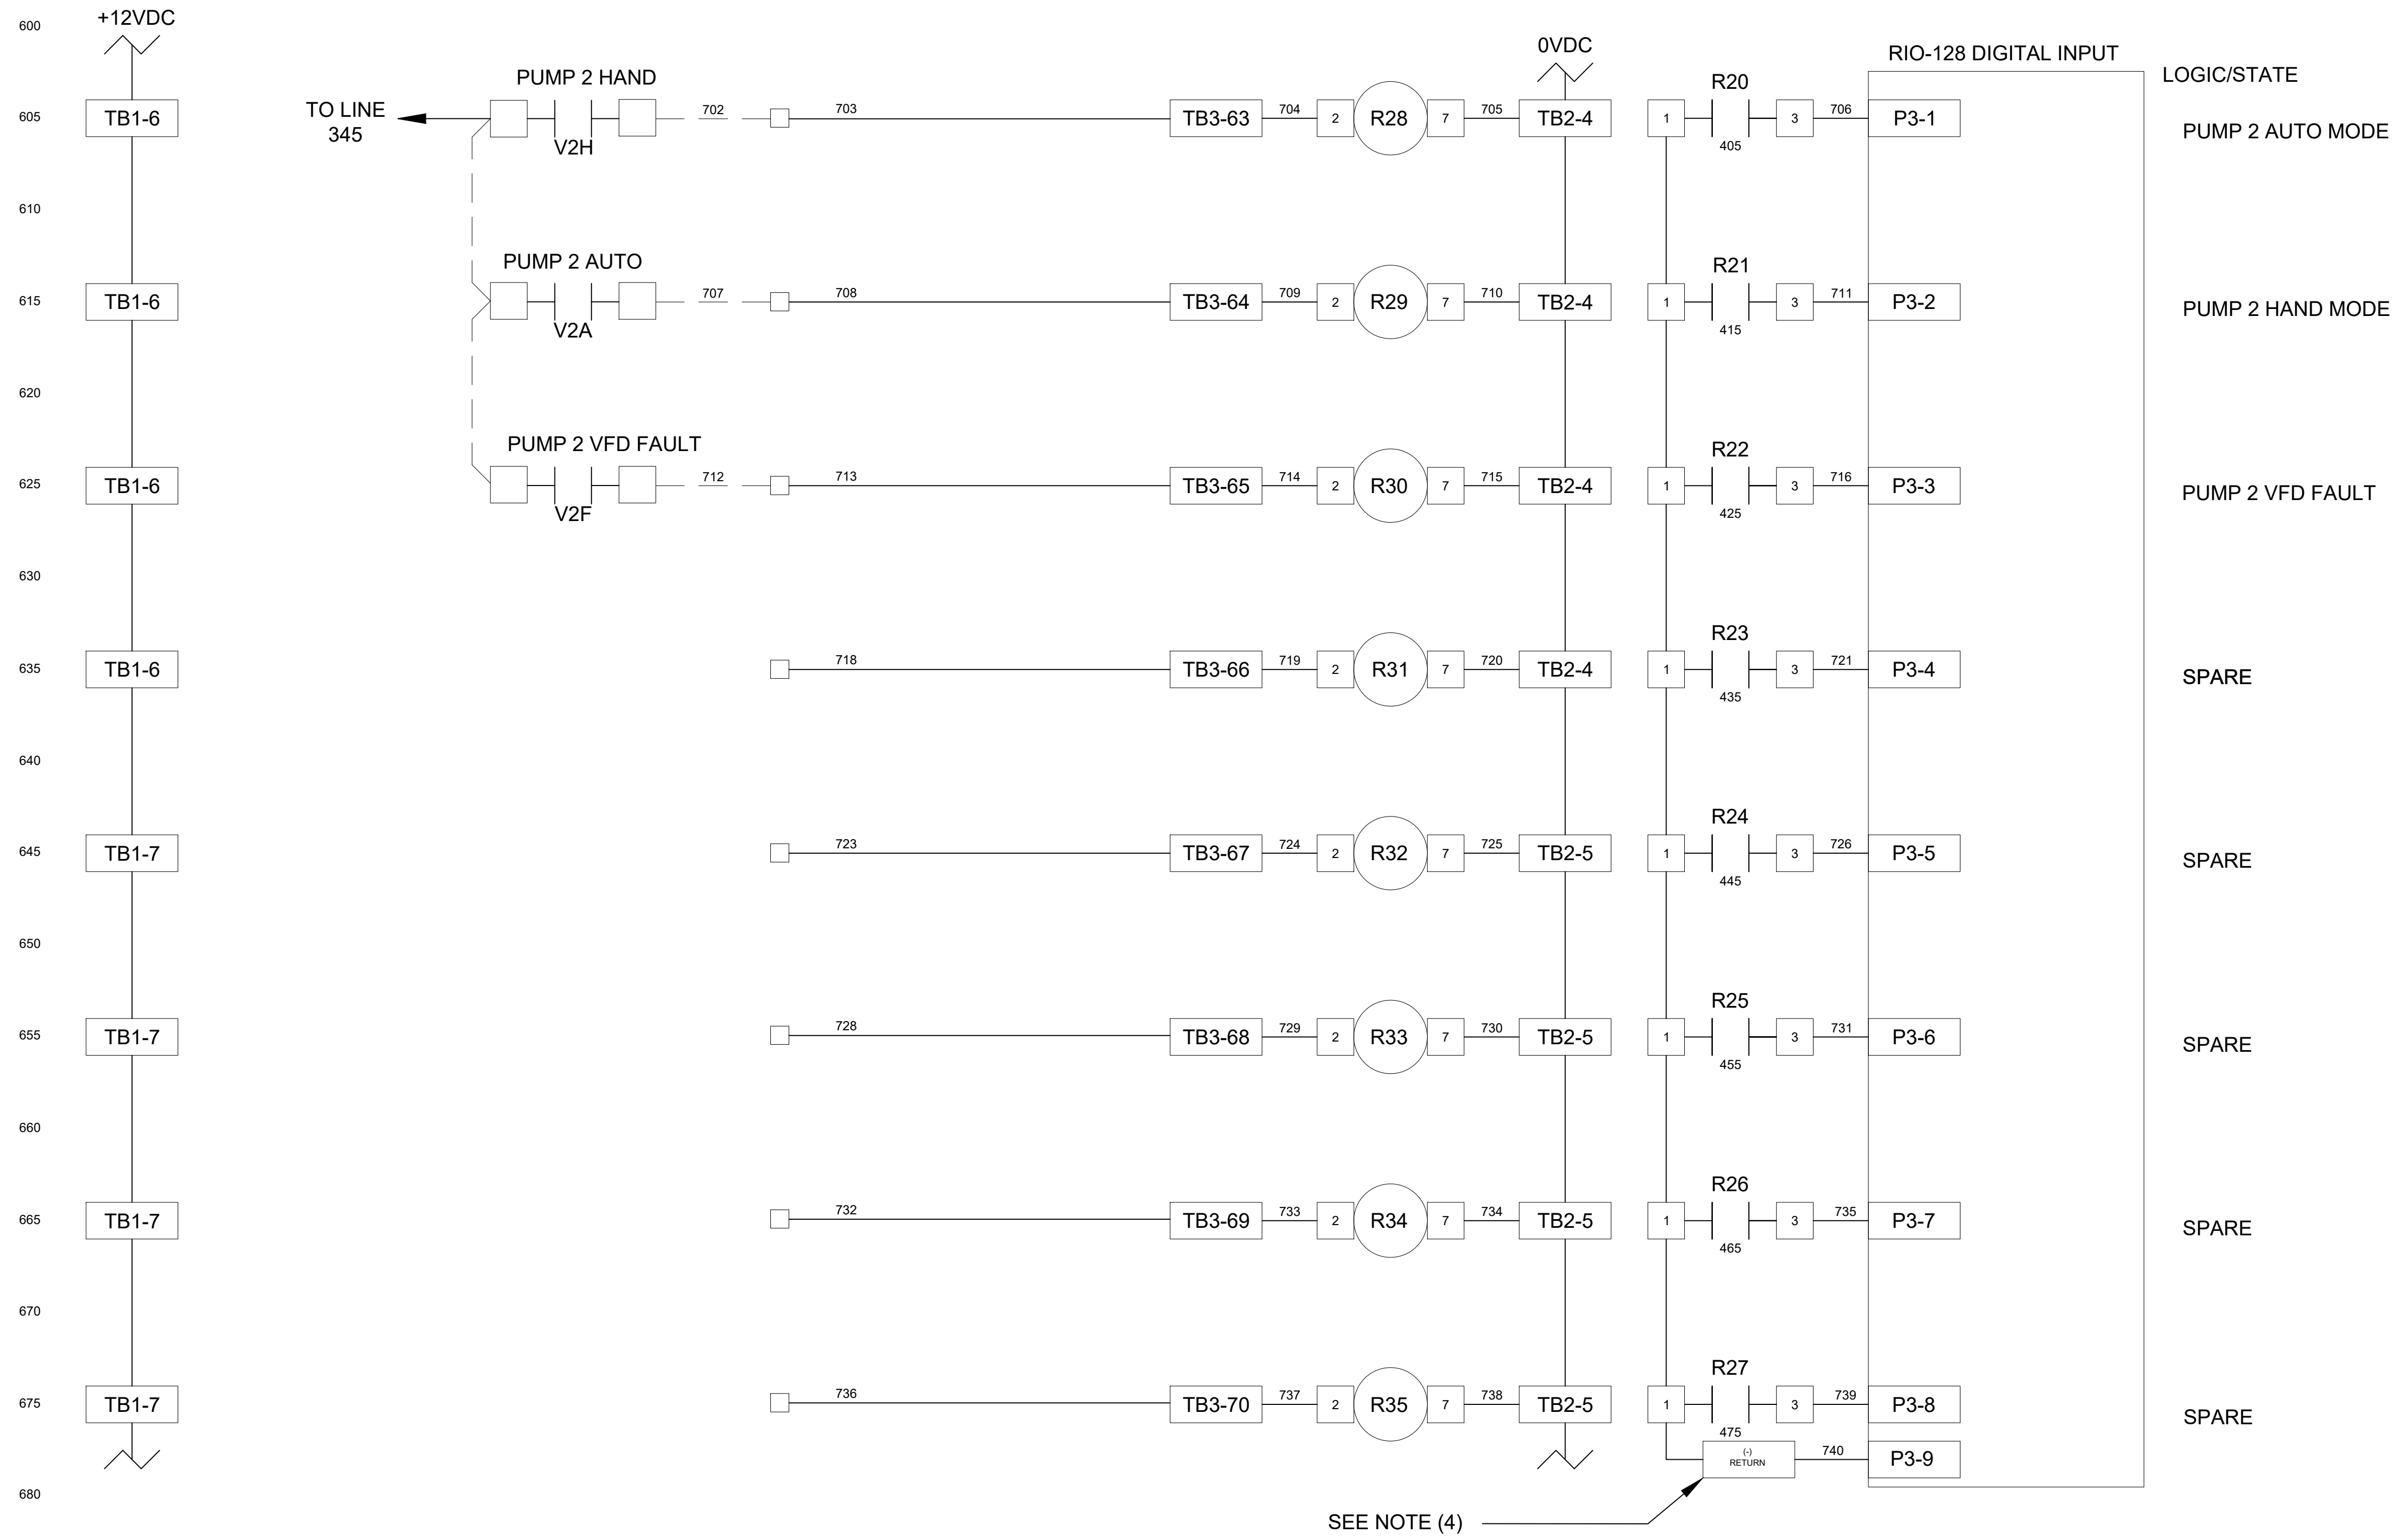 600
+12VDC
0VDC
RIO-128 DIGITAL INPUT
LOGIC/STATE
PUMP 2 HAND
R20
605
TB1-6
TO LINE
345
V2H
702
703
TB3-63
704
2
R28
7
705
TB2-4
1
405
3
706
P3-1
PUMP 2 AUTO MODE
610
PUMP 2 AUTO
R21
615
TB1-6
V2A
707
708
TB3-64
709
2
R29
7
710
TB2-4
1
415
3
711
P3-2
PUMP 2 HAND MODE
620
PUMP 2 VFD FAULT
R22
625
TB1-6
V2F
712
713
TB3-65
714
2
R30
7
715
TB2-4
1
425
3
716
P3-3
PUMP 2 VFD FAULT
630
R23
635
TB1-6
718
TB3-66
719
2
R31
7
720
TB2-4
1
435
3
721
P3-4
SPARE
640
R24
645
TB1-7
723
TB3-67
724
2
R32
7
725
TB2-5
1
445
3
726
P3-5
SPARE
650
R25
655
TB1-7
728
TB3-68
729
2
R33
7
730
TB2-5
1
455
3
731
P3-6
SPARE
660
R26
665
TB1-7
732
TB3-69
733
2
R34
7
734
TB2-5
1
465
3
735
P3-7
SPARE
670
R27
675
TB1-7
736
TB3-70
737
2
R35
7
738
TB2-5
1
475
3
739
P3-8
SPARE
(-)
RETURN
740
P3-9
680
SEE NOTE (4)